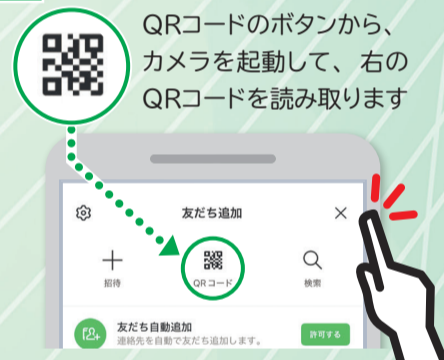 QRコードのボタンから、
カメラを起動して、右の
QRコードを読み取ります
友だち追加
招待
QRコード
検索
友だち自動追加
連絡先を自動で友だち追加します。
許可する